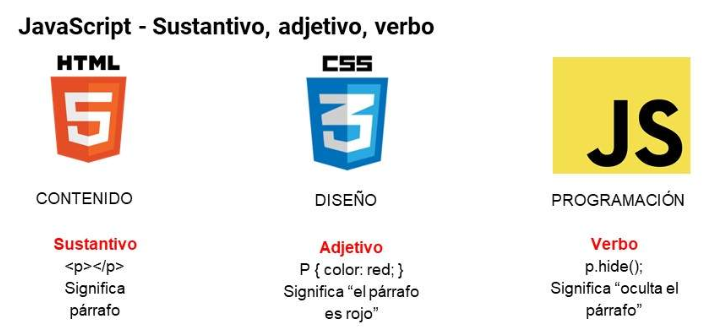 JavaScript - Sustantivo, adjetivo, verbo
HTML
5
CSS
3
JS
CONTENIDO
DISEÑO
PROGRAMACIÓN
Sustantivo
<p></p>
Significa
párrafo
Adjetivo
P { color: red; }
Significa “el párrafo
es rojo”
Verbo
p.hide();
Significa “oculta el
párrafo”